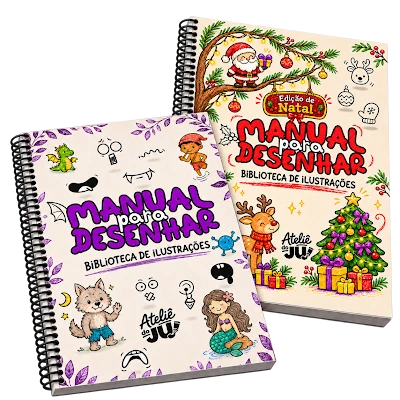 MANUAL
para
DESENHAR
BIBLIOTECA DE ILUSTRAÇÕES
Ateliê
da
JU!
Edição de
Natal
MANUAL
para
DESENHAR
BIBLIOTECA DE ILUSTRAÇÕES
Ateliê
da
JU!